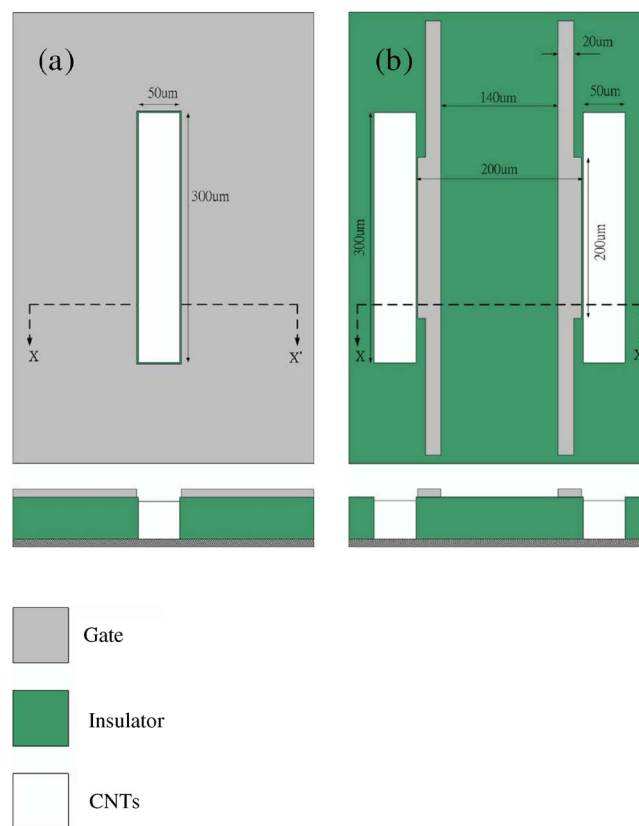 (a)
50um
300um
X
X'
(b)
20um
50um
140um
200um
300um
200um
X
X
Gate
Insulator
CNTs